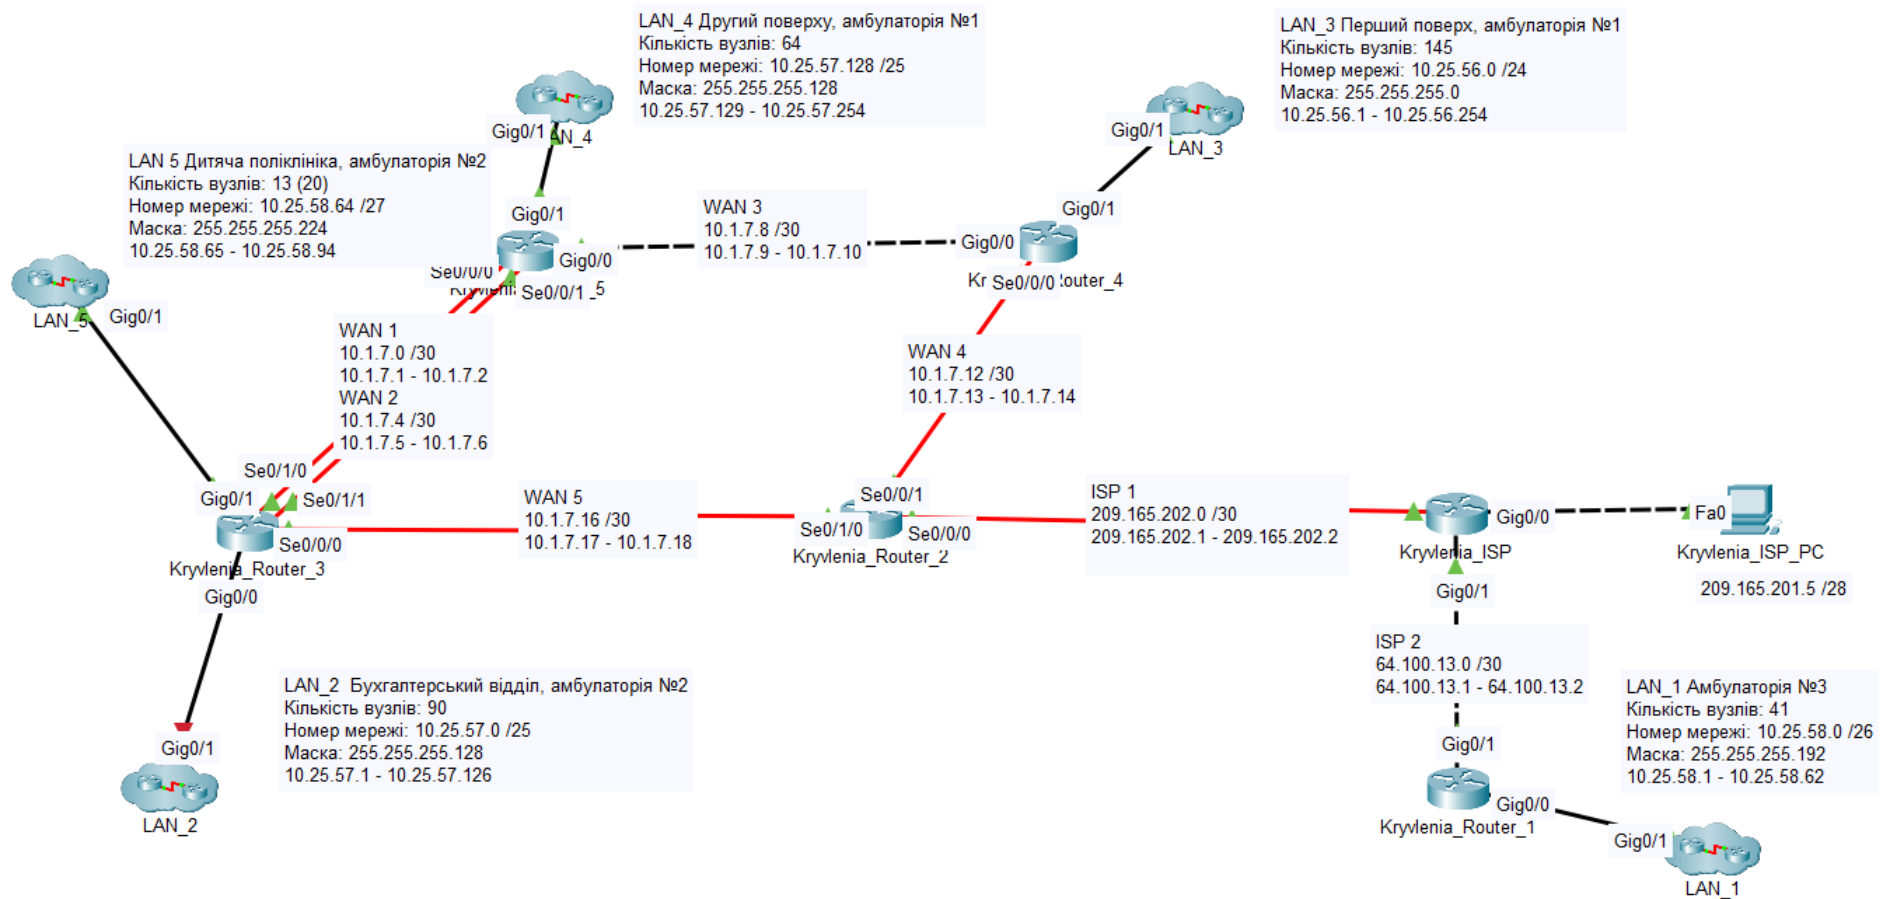 LAN_4 Другий поверху, амбулаторія №1
Кількість вузлів: 64
Номер мережі: 10.25.57.128 /25
Маска: 255.255.255.128
10.25.57.129 - 10.25.57.254
LAN_3 Перший поверх, амбулаторія №1
Кількість вузлів: 145
Номер мережі: 10.25.56.0 /24
Маска: 255.255.255.0
10.25.56.1 - 10.25.56.254
Gig0/1
AN_4
Gig0/1
LAN_3
LAN 5 Дитяча поліклініка, амбулаторія №2
Кількість вузлів: 13 (20)
Номер мережі: 10.25.58.64 /27
Маска: 255.255.255.224
10.25.58.65 - 10.25.58.94
Gig0/1
Gig0/0
Se0/0/0
Se0/0/1
_5
WAN 3
10.1.7.8 /30
10.1.7.9 - 10.1.7.10
Gig0/1
Gig0/0
Kr
Se0/0/0
outer_4
LAN_5
Gig0/1
WAN 1
10.1.7.0 /30
10.1.7.1 - 10.1.7.2
WAN 2
10.1.7.4 /30
10.1.7.5 - 10.1.7.6
WAN 4
10.1.7.12 /30
10.1.7.13 - 10.1.7.14
Se0/1/0
Gig0/1
Se0/1/1
Se0/0/0
Kryvlenia_Router_3
Gig0/0
WAN 5
10.1.7.16 /30
10.1.7.17 - 10.1.7.18
Se0/0/1
Se0/1/0
Se0/0/0
Kryvlenia_Router_2
ISP 1
209.165.202.0 /30
209.165.202.1 - 209.165.202.2
Gig0/0
Kryvlenia_ISP
Fa0
Kryvlenia_ISP_PC
209.165.201.5 /28
Gig0/1
ISP 2
64.100.13.0 /30
64.100.13.1 - 64.100.13.2
LAN_2 Бухгалтерський відділ, амбулаторія №2
Кількість вузлів: 90
Номер мережі: 10.25.57.0 /25
Маска: 255.255.255.128
10.25.57.1 - 10.25.57.126
Gig0/1
LAN_2
LAN_1 Амбулаторія №3
Кількість вузлів: 41
Номер мережі: 10.25.58.0 /26
Маска: 255.255.255.192
10.25.58.1 - 10.25.58.62
Gig0/1
Gig0/0
Kryvlenia_Router_1
Gig0/1
LAN_1